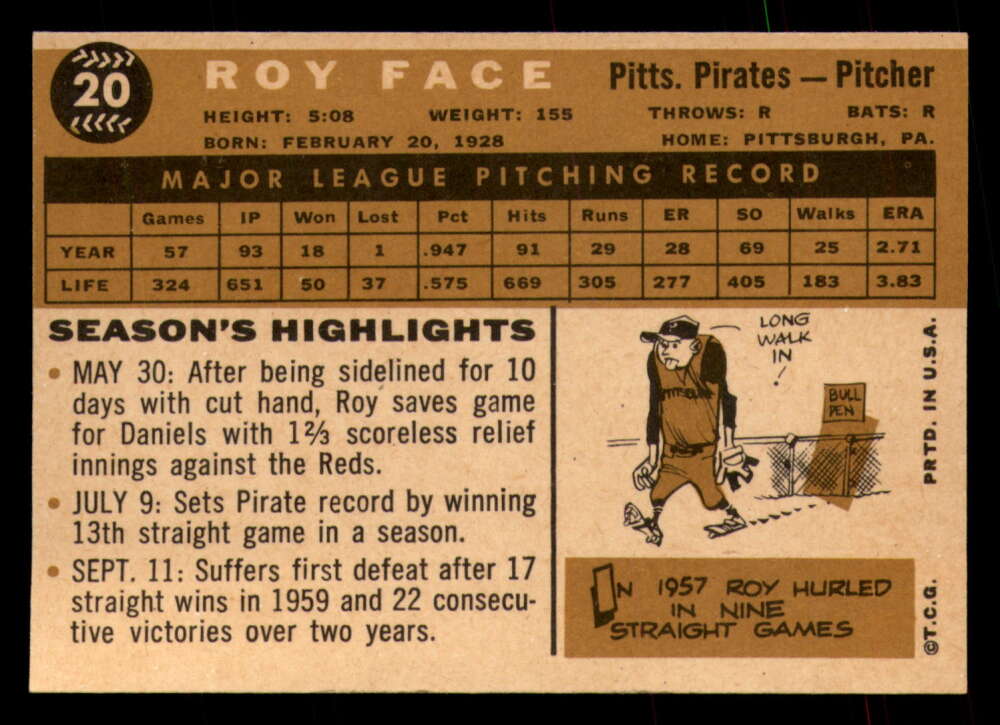 20
ROY FACE
Pitts. Pirates — Pitcher
HEIGHT: 5:08 WEIGHT: 155 THROWS: R BATS: R
BORN: FEBRUARY 20, 1928 HOME: PITTSBURGH, PA.
MAJOR LEAGUE PITCHING RECORD
Games IP Won Lost Pct Hits Runs ER SO Walks ERA
YEAR 57 93 18 1 .947 91 29 28 69 25 2.71
LIFE 324 651 50 37 .575 669 305 277 405 183 3.83
SEASON'S HIGHLIGHTS
• MAY 30: After being sidelined for 10
days with cut hand, Roy saves game
for Daniels with 1⅔ scoreless relief
innings against the Reds.
• JULY 9: Sets Pirate record by winning
13th straight game in a season.
• SEPT. 11: Suffers first defeat after 17
straight wins in 1959 and 22 consecu-
tive victories over two years.
LONG
WALK
IN
!
BULL
PEN
IN 1957 ROY HURLED
IN NINE
STRAIGHT GAMES
PRTD. IN U.S.A.
©T.C.G.